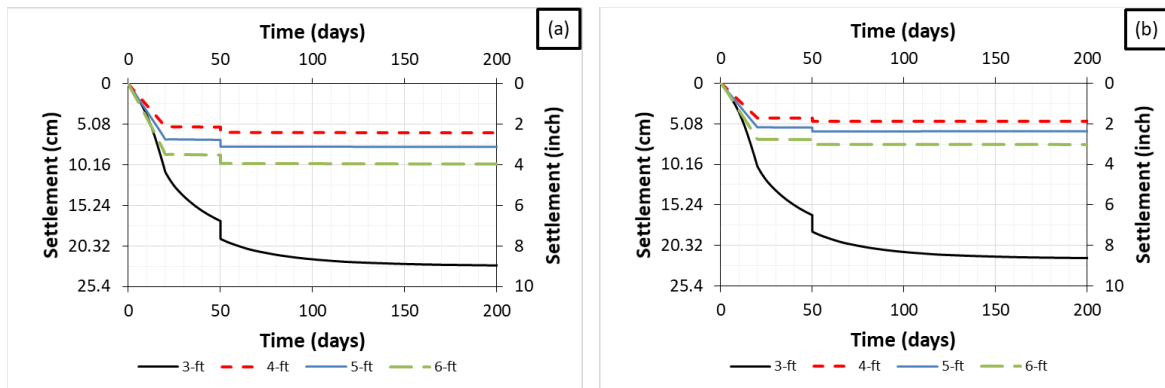 Time (days)
(a)
0 50 100 150 200
0 0
5.08 2
10.16 4
15.24 6
20.32 8
25.4 10
Settlement (cm)
Settlement (inch)
0 50 100 150 200
Time (days)
3-ft 4-ft 5-ft 6-ft
Time (days)
(b)
0 50 100 150 200
0 0
5.08 2
10.16 4
15.24 6
20.32 8
25.4 10
Settlement (cm)
Settlement (inch)
0 50 100 150 200
Time (days)
3-ft 4-ft 5-ft 6-ft